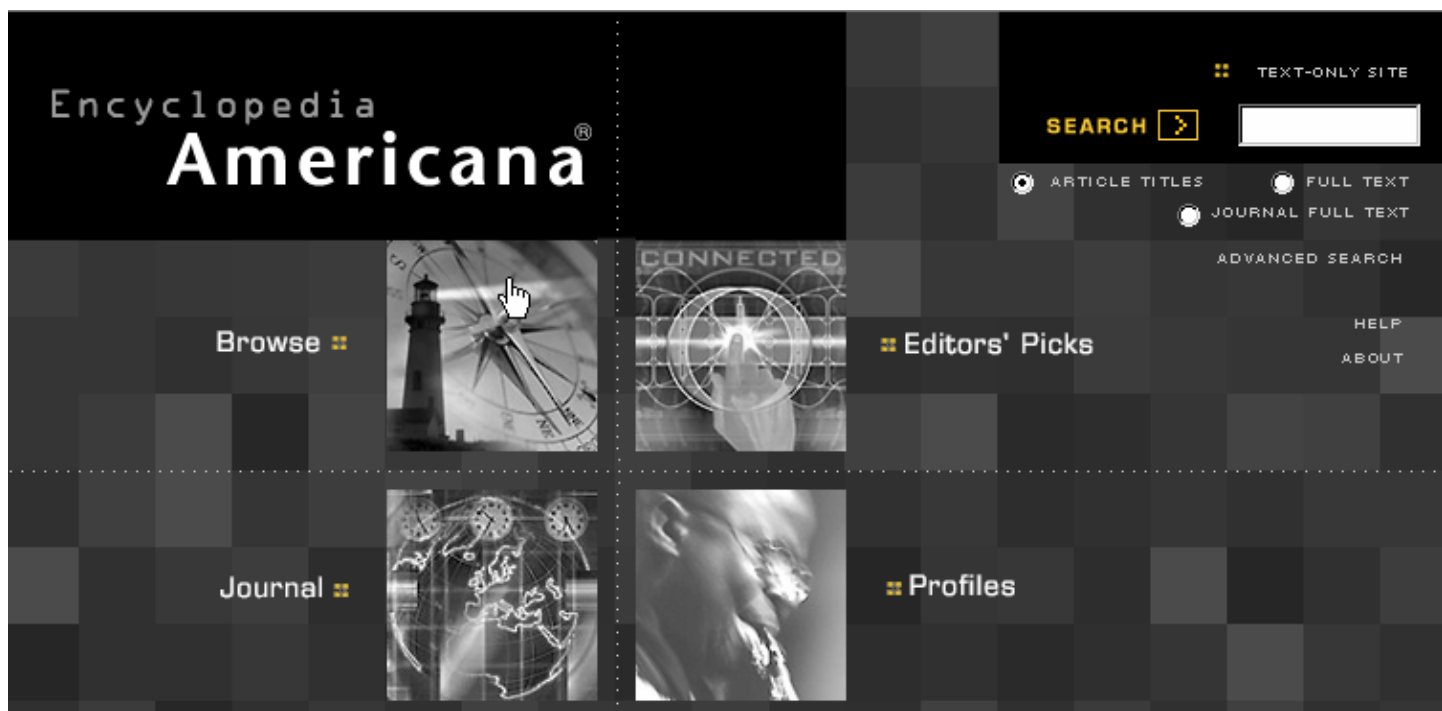 Encyclopedia
Americana®
TEXT-ONLY SITE
SEARCH
ARTICLE TITLES
FULL TEXT
JOURNAL FULL TEXT
ADVANCED SEARCH
HELP
ABOUT
Browse
CONNECTED
Editors' Picks
Journal
Profiles